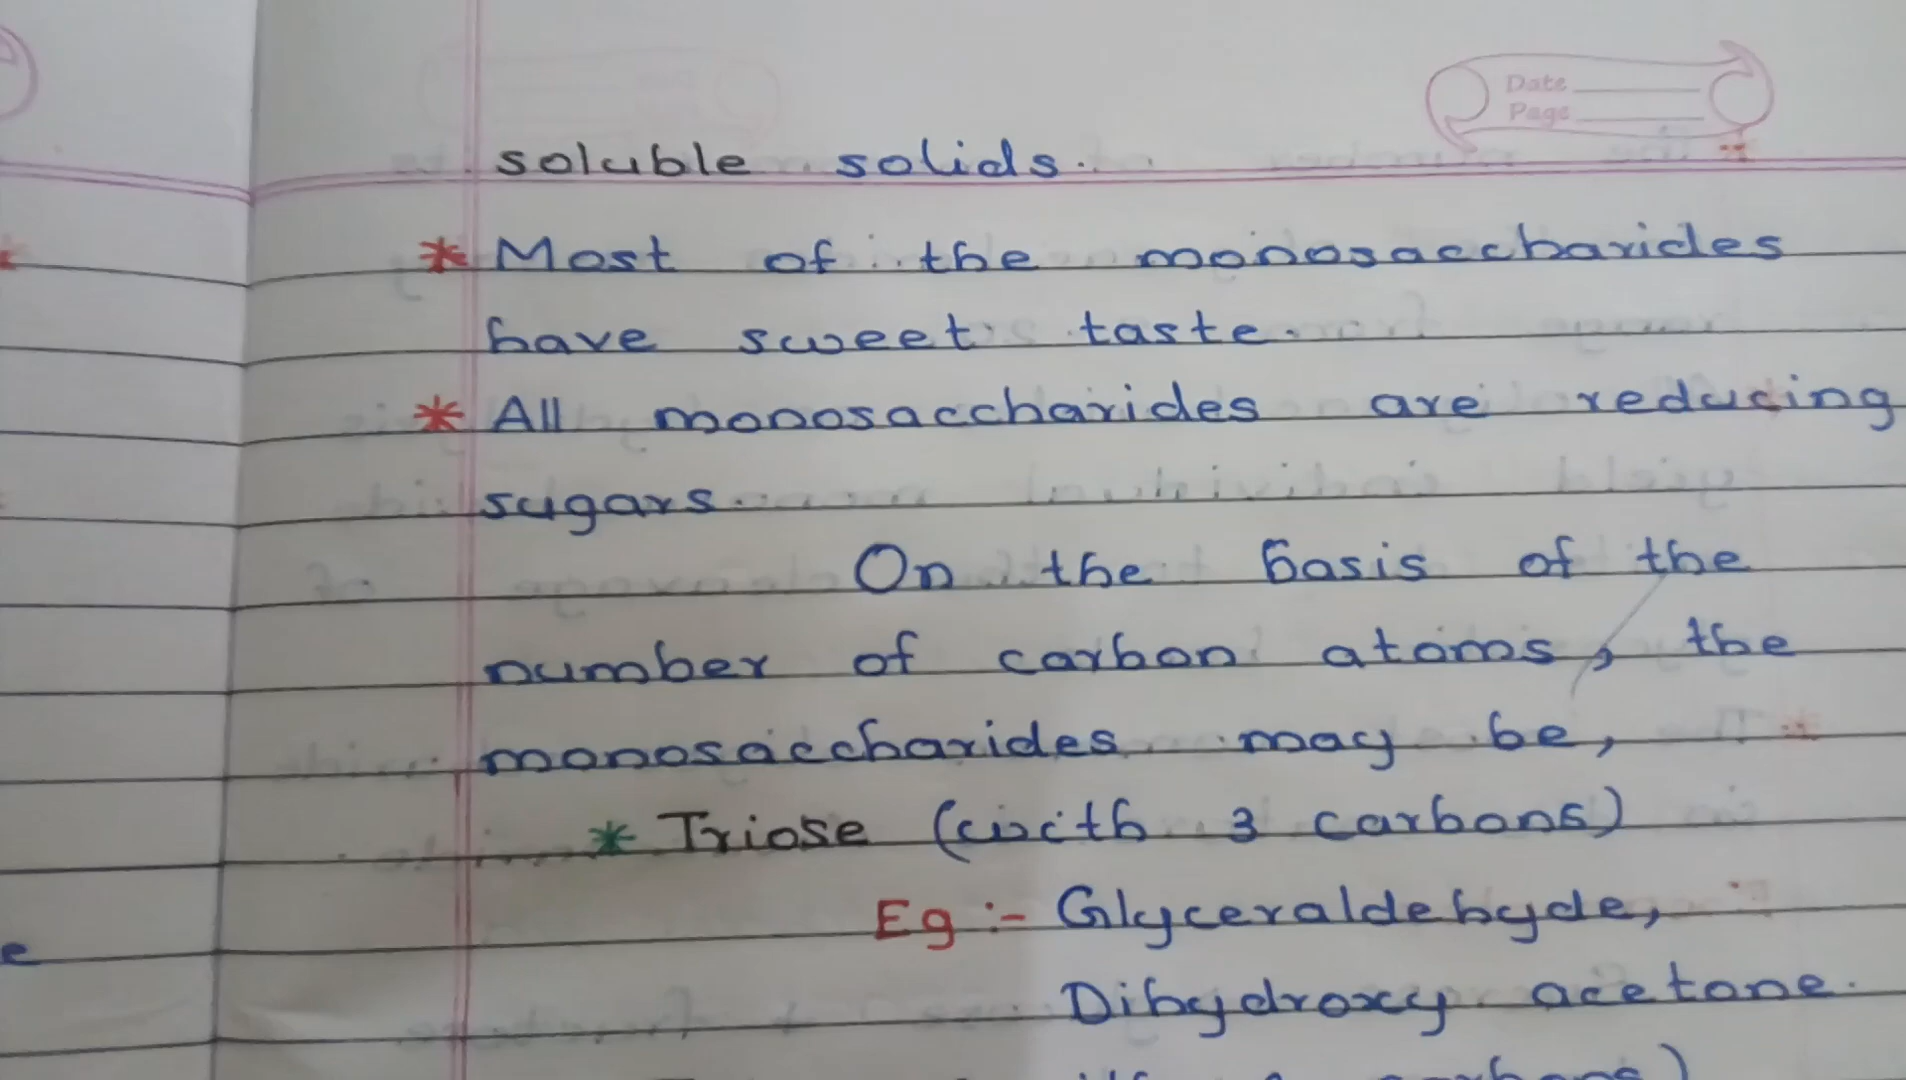 Date
Page
soluble solids.
* Most of the monosaccharides
have sweet taste.
* All monosaccharides are reducing
sugars.
On the basis of the
number of carbon atoms, the
monosaccharides may be,
* Triose (with 3 carbons)
Eg :- Glyceraldehyde,
Dihydroxy acetone.